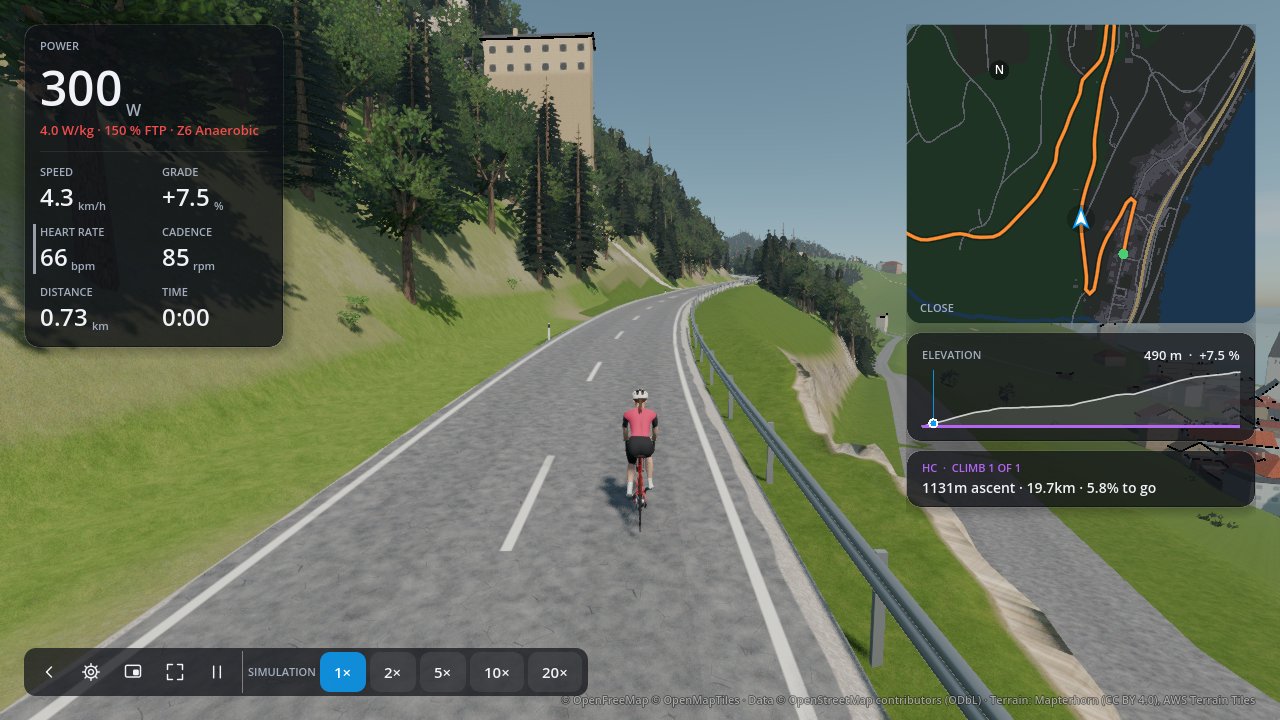 POWER
300 W
4.0 W/kg · 150 % FTP · Z6 Anaerobic
SPEED GRADE
4.3 km/h +7.5 %
HEART RATE CADENCE
66 bpm 85 rpm
DISTANCE TIME
0.73 km 0:00
N
CLOSE
ELEVATION 490 m · +7.5 %
HC · CLIMB 1 OF 1
1131m ascent · 19.7km · 5.8% to go
SIMULATION 1× 2× 5× 10× 20×
© OpenFreeMap © OpenMapTiles · Data © OpenStreetMap contributors (ODbL) · Terrain: Mapterhorn (CC BY 4.0), AWS Terrain Tiles